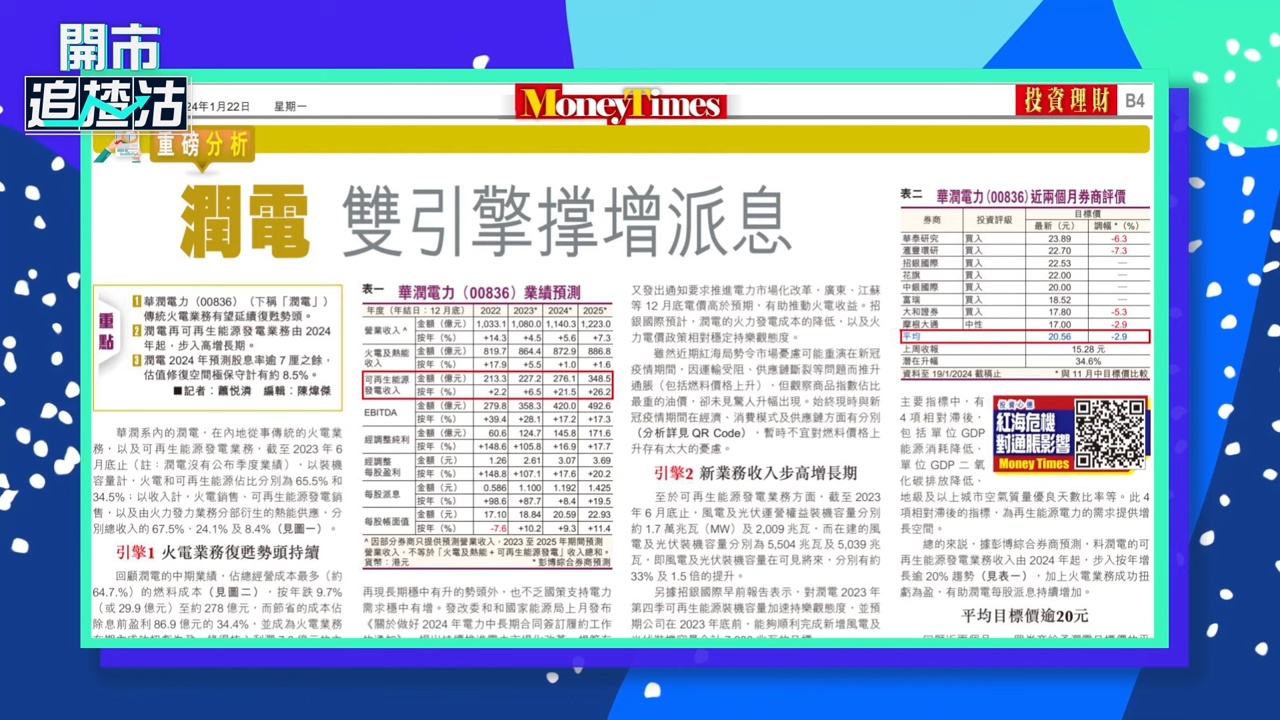 開市
追揸沽
24年1月22日 星期一
MoneyTimes
投資理財 B4
重磅分析
潤電 雙引擎撐增派息
重點
1 華潤電力（00836）（下稱「潤電」）
傳統火電業務有望延續復甦勢頭。
2 潤電再可再生能源發電業務由2024
年起，步入高增長期。
3 潤電2024年預測股息率逾7厘之餘，
估值修復空間極保守計有約8.5%。
■記者：蕭悅濆 編輯：陳煒傑
華潤系內的潤電，在內地從事傳統的火電業
務，以及可再生能源發電業務，截至2023年6
月底止（註：潤電沒有公布季度業績），以裝機
容量計，火電和可再生能源佔比分別為65.5%、
34.5%；以收入計，火電銷售、可再生能源發電銷
售、以及由火力發力業務分部衍生的熱能供應，分
別總收入的67.5%、24.1%及8.4%（見圖一）。
引擎1 火電業務復甦勢頭持續
回顧潤電的中期業績，佔總經營成本最多（約
64.7%）的燃料成本（見圖二），按年跌9.7%
（或29.9億元）至約278億元，而節省的成本佔
除息前盈利86.9億元的34.4%，並成為火電業務
表一 華潤電力（00836）業績預測
年度（年結日：12月底） 2022 2023* 2024* 2025*
營業收入^ 金額（億元） 1,033.1 1,080.0 1,140.3 1,223.0
按年（%） +14.3 +4.5 +5.6 +7.3
火電及熱能收入 金額（億元） 819.7 864.4 872.9 886.8
按年（%） +17.9 +5.5 +1.0 +1.6
可再生能源發電收入 金額（億元） 213.3 227.2 276.1 348.5
按年（%） +2.2 +6.5 +21.5 +26.2
EBITDA 金額（億元） 279.8 358.3 420.0 492.6
按年（%） +39.4 +28.1 +17.2 +17.3
經調整純利 金額（億元） 60.6 124.7 145.8 171.6
按年（%） +148.6 +105.8 +16.9 +17.7
經調整每股盈利 金額（元） 1.26 2.61 3.07 3.69
按年（%） +148.8 +107.1 +17.6 +20.2
每股派息 金額（元） 0.586 1.100 1.192 1.425
按年（%） +98.6 +87.7 +8.4 +19.5
每股帳面值 金額（元） 17.10 18.84 20.59 22.93
按年（%） -7.6 +10.2 +9.3 +11.4
^因部分券商只提供預測營業收入，2023至2025年期間預測
營業收入，不等於「火電及熱能+可再生能源發電」收入總和。
貨幣：港元 *彭博綜合券商預測
再現長期穩中有升的勢頭外，也不乏國策支持電力
需求穩中有增。發改委和和國家能源局上月發布
《關於做好2024年電力中長期合同簽訂履約工作
又發出通知要求推進電力市場化改革，廣東、江蘇
等12月底電價高於預期，有助推動火電收益。招
銀國際預計，潤電的火力發電成本的降低，以及火
力電價政策相對穩定持樂觀態度。
雖然近期紅海局勢令市場憂慮可能重演在新冠
疫情期間，因運輸受阻、供應鏈斷裂等問題而推升
通脹（包括燃料價格上升），但觀察商品指數佔比
最重的油價，卻未見驚人升幅出現。始終現時與新
冠疫情期間在經濟、消費模式及供應鏈方面有分別
（分析詳見QR Code），暫時不宜對燃料價格上
升存有太大的憂慮。
引擎2 新業務收入步高增長期
至於可再生能源發電業務方面，截至2023
年6月底止，風電及光伏運營權益裝機容量分別
約1.7萬兆瓦（MW）及2,009兆瓦，而在建的風
電及光伏裝機容量分別為5,504兆瓦及5,039兆
瓦，即風電及光伏裝機容量在可見將來，分別有約
33%及1.5倍的提升。
另據招銀國際早前報告表示，對潤電2023年
第四季可再生能源裝機容量加速持樂觀態度，並預
期公司在2023年底前，能夠順利完成新增風電及
表二 華潤電力（00836）近兩個月券商評價
券商 投資評級 目標價
最新（元） 調幅*（%）
華泰研究 買入 23.89 -6.3
滙豐環研 買入 22.70 -7.3
招銀國際 買入 22.53 —
花旗 買入 22.00 —
中銀國際 買入 20.00 —
富瑞 買入 18.52 —
大和證券 買入 17.80 -5.3
摩根大通 中性 17.00 -2.9
平均 20.56 -2.9
上周收報 15.28元
潛在升幅 34.6%
資料至19/1/2024截止 *與11月中目標價比較
主要指標中，有
4項相對滯後，
包括單位GDP
能源消耗降低、
單位GDP二氧
化碳排放降低、
投資心儀
紅海危機
對通脹影響
Money Times
地級及以上城市空氣質量優良天數比率等。此4
項相對滯後的指標，為再生能源電力的需求提供增
長空間。
總的來說，據彭博綜合券商預測，料潤電的可
再生能源發電業務收入由2024年起，步入按年增
長逾20%趨勢（見表一），加上火電業務成功扭
虧為盈，有助潤電每股派息持續增加。
平均目標價逾20元